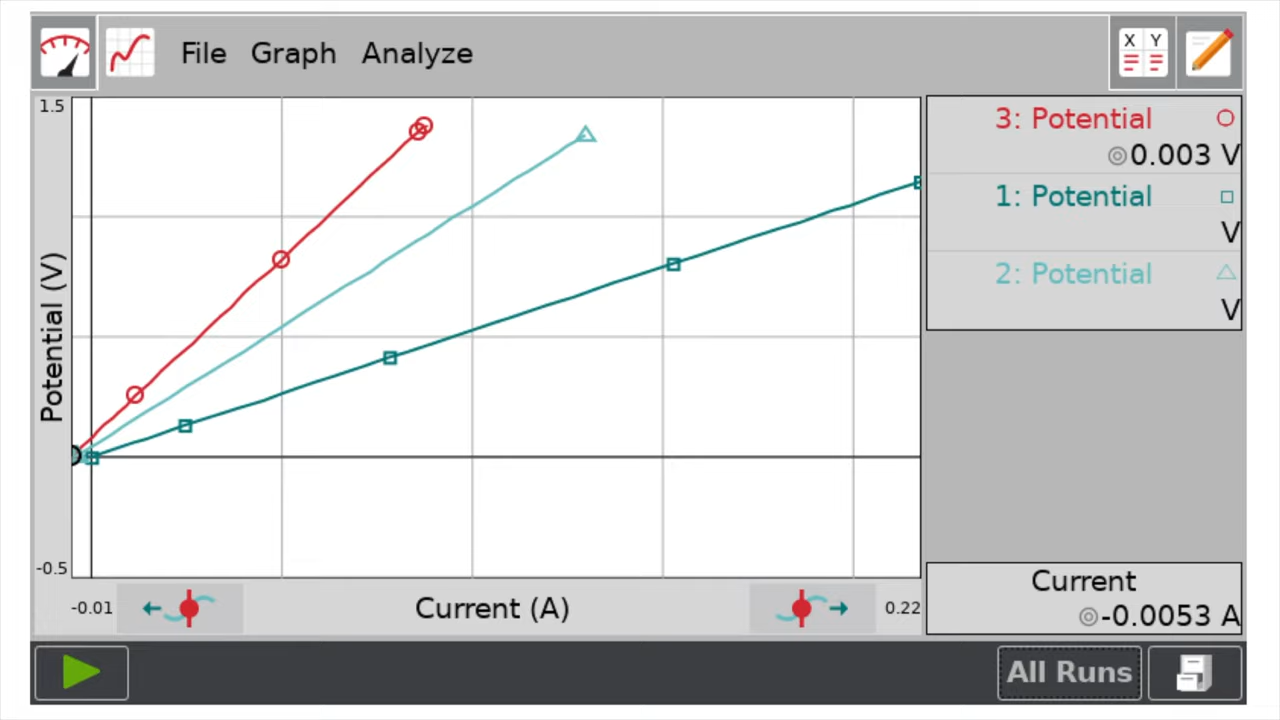 File Graph Analyze
X Y
1.5
Potential (V)
-0.5
-0.01
Current (A)
0.22
3: Potential
0.003 V
1: Potential
V
2: Potential
V
Current
-0.0053 A
All Runs